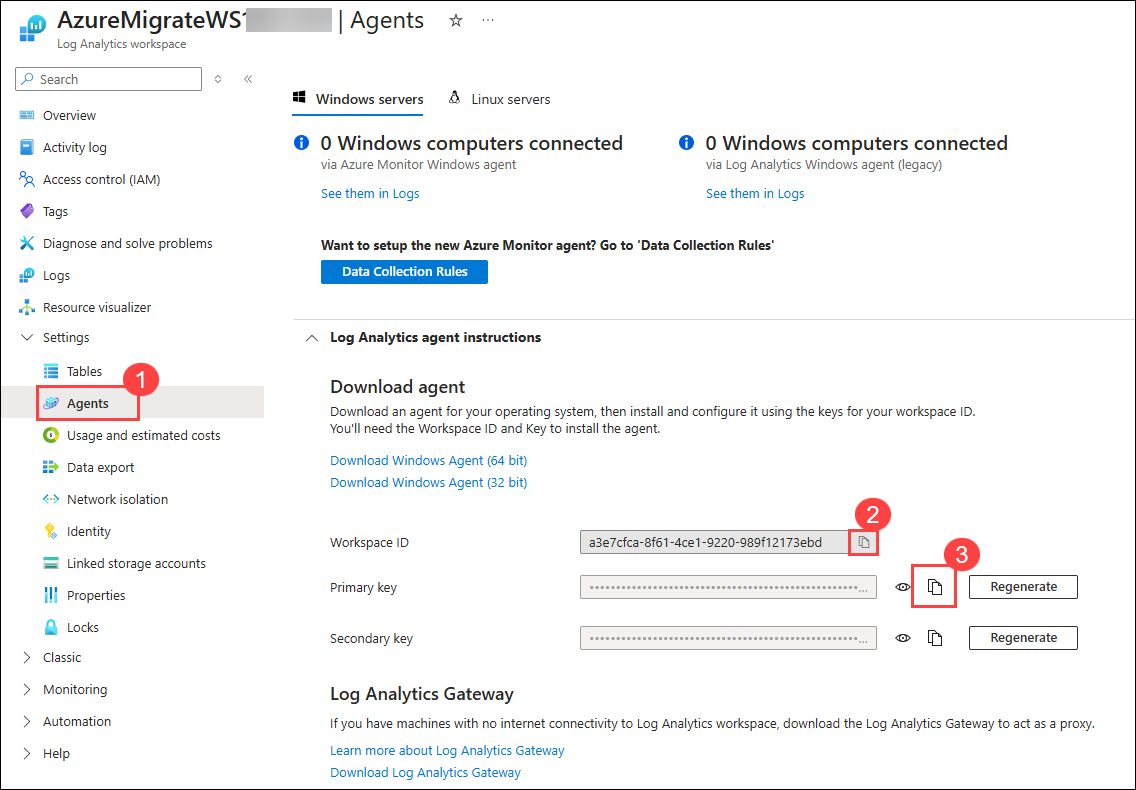 AzureMigrateWS | Agents
Log Analytics workspace
Search
Overview
Activity log
Access control (IAM)
Tags
Diagnose and solve problems
Logs
Resource visualizer
Settings
Tables
1
Agents
Usage and estimated costs
Data export
Network isolation
Identity
Linked storage accounts
Properties
Locks
Classic
Monitoring
Automation
Help
Windows servers
Linux servers
0 Windows computers connected
via Azure Monitor Windows agent
See them in Logs
0 Windows computers connected
via Log Analytics Windows agent (legacy)
See them in Logs
Want to setup the new Azure Monitor agent? Go to 'Data Collection Rules'
Data Collection Rules
Log Analytics agent instructions
Download agent
Download an agent for your operating system, then install and configure it using the keys for your workspace ID.
You'll need the Workspace ID and Key to install the agent.
Download Windows Agent (64 bit)
Download Windows Agent (32 bit)
2
Workspace ID a3e7cfca-8f61-4ce1-9220-989f12173ebd
3
Primary key Regenerate
Secondary key Regenerate
Log Analytics Gateway
If you have machines with no internet connectivity to Log Analytics workspace, download the Log Analytics Gateway to act as a proxy.
Learn more about Log Analytics Gateway
Download Log Analytics Gateway